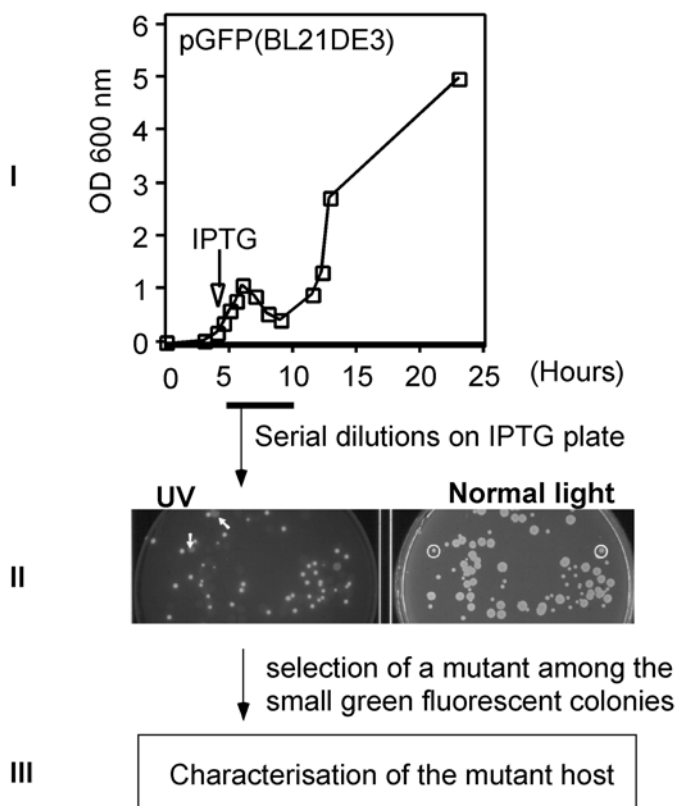 pGFP(BL21DE3)
I
OD 600 nm
6
5
4
3
2
1
0
IPTG
0 5 10 15 20 25 (Hours)
Serial dilutions on IPTG plate
UV Normal light
II
selection of a mutant among the
small green fluorescent colonies
III
Characterisation of the mutant host